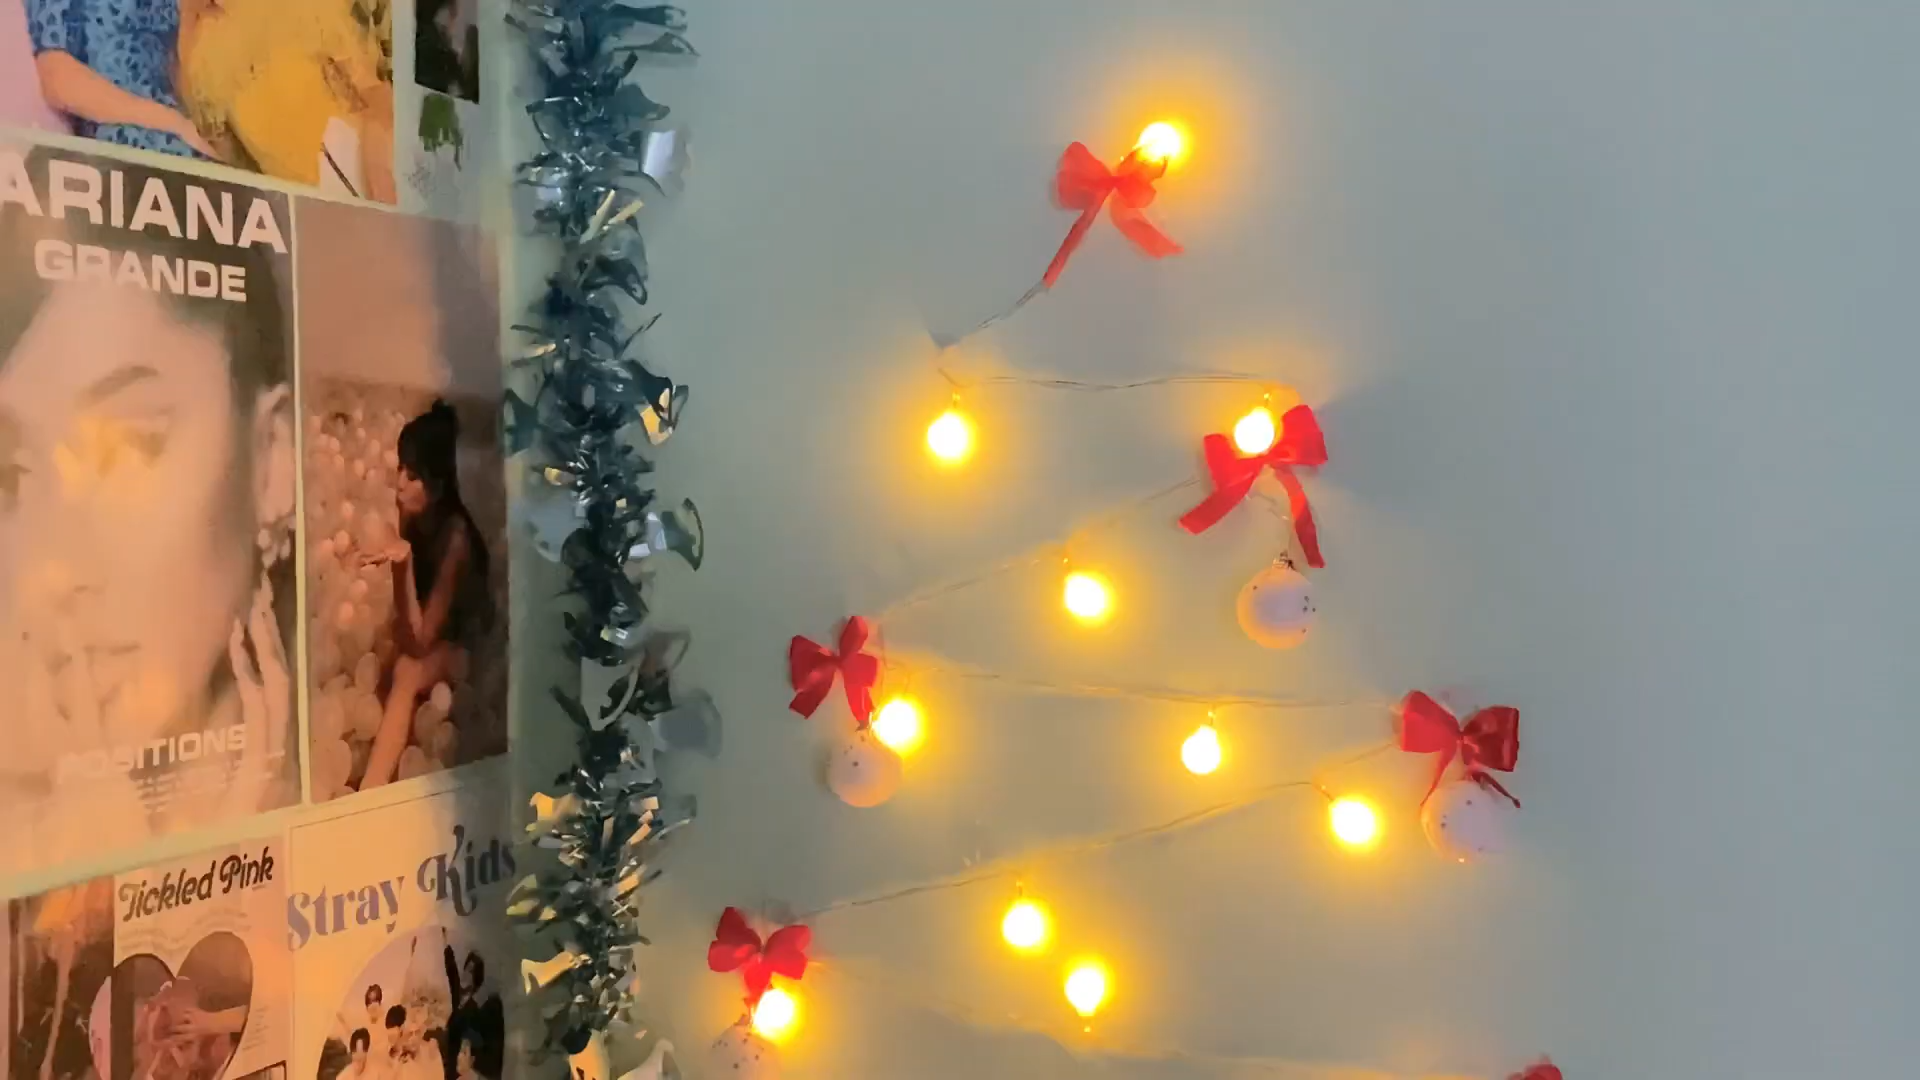 ARIANA
GRANDE
POSITIONS
Tickled Pink
Stray Kids